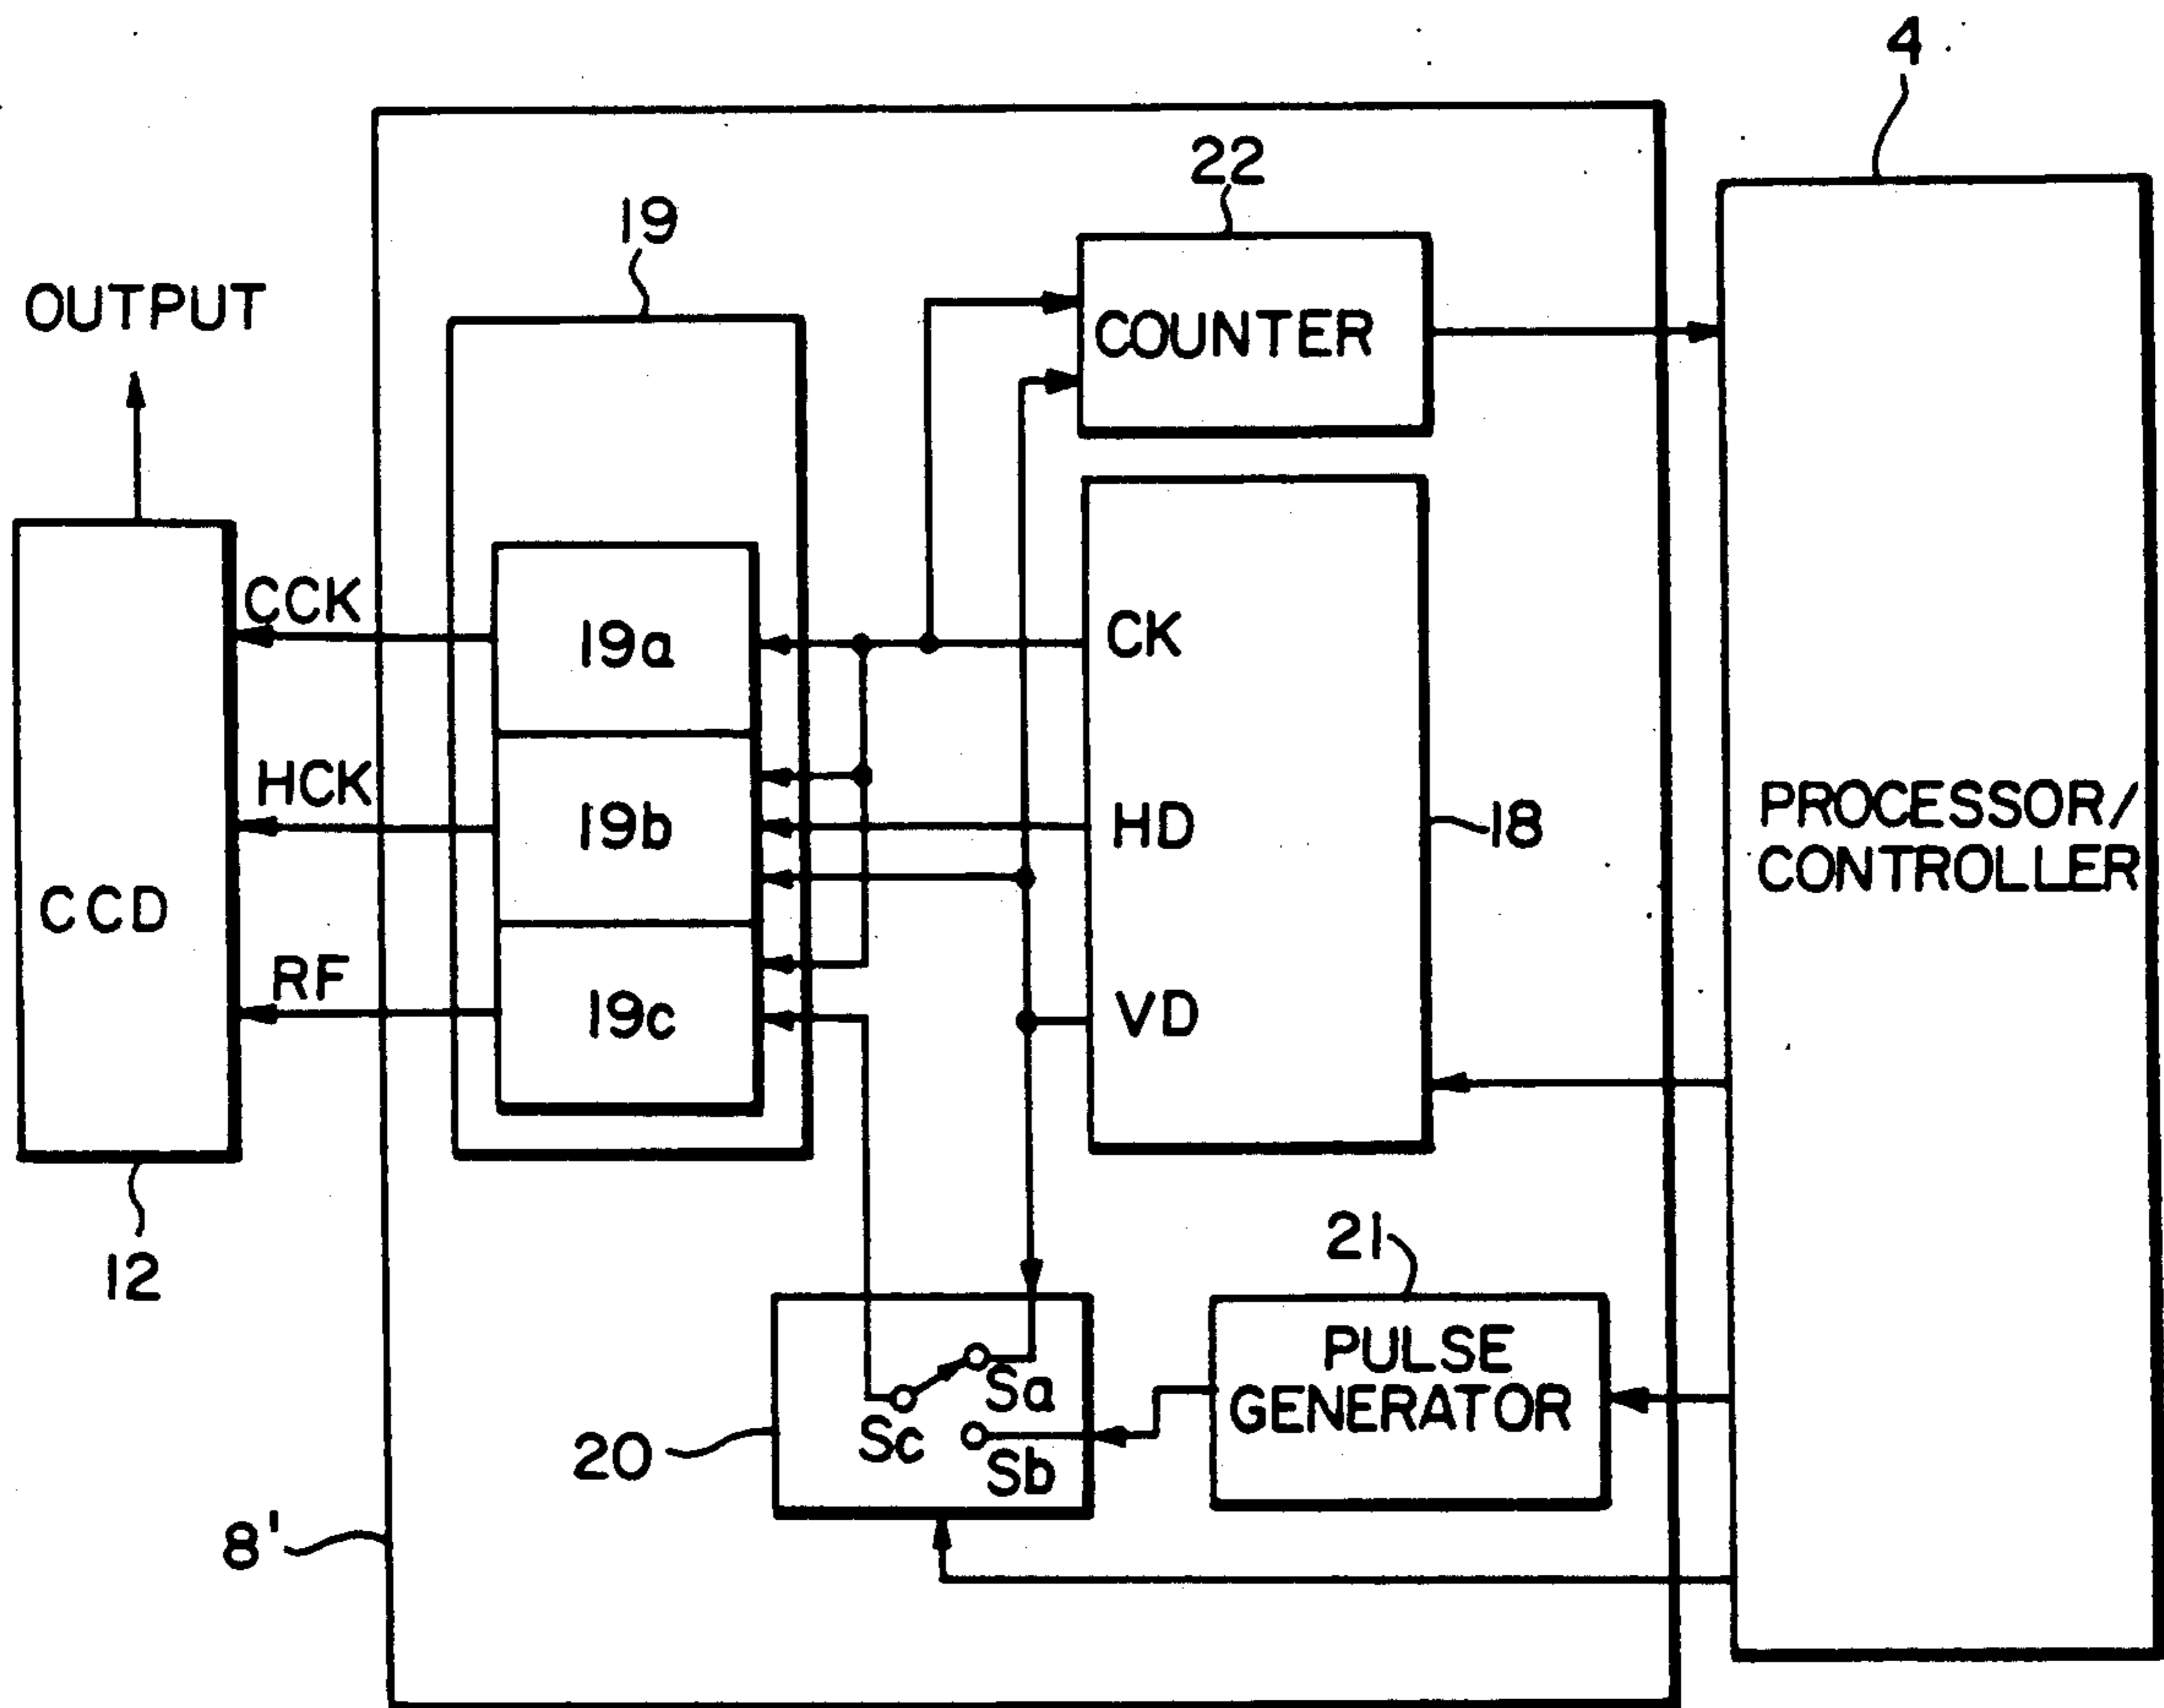 4
22
19
OUTPUT
COUNTER
CCK
19a
CK
HCK
19b
HD
18
PROCESSOR/
CONTROLLER
CCD
RF
19c
VD
12
21
PULSE
GENERATOR
Sa
Sc
Sb
20
8'